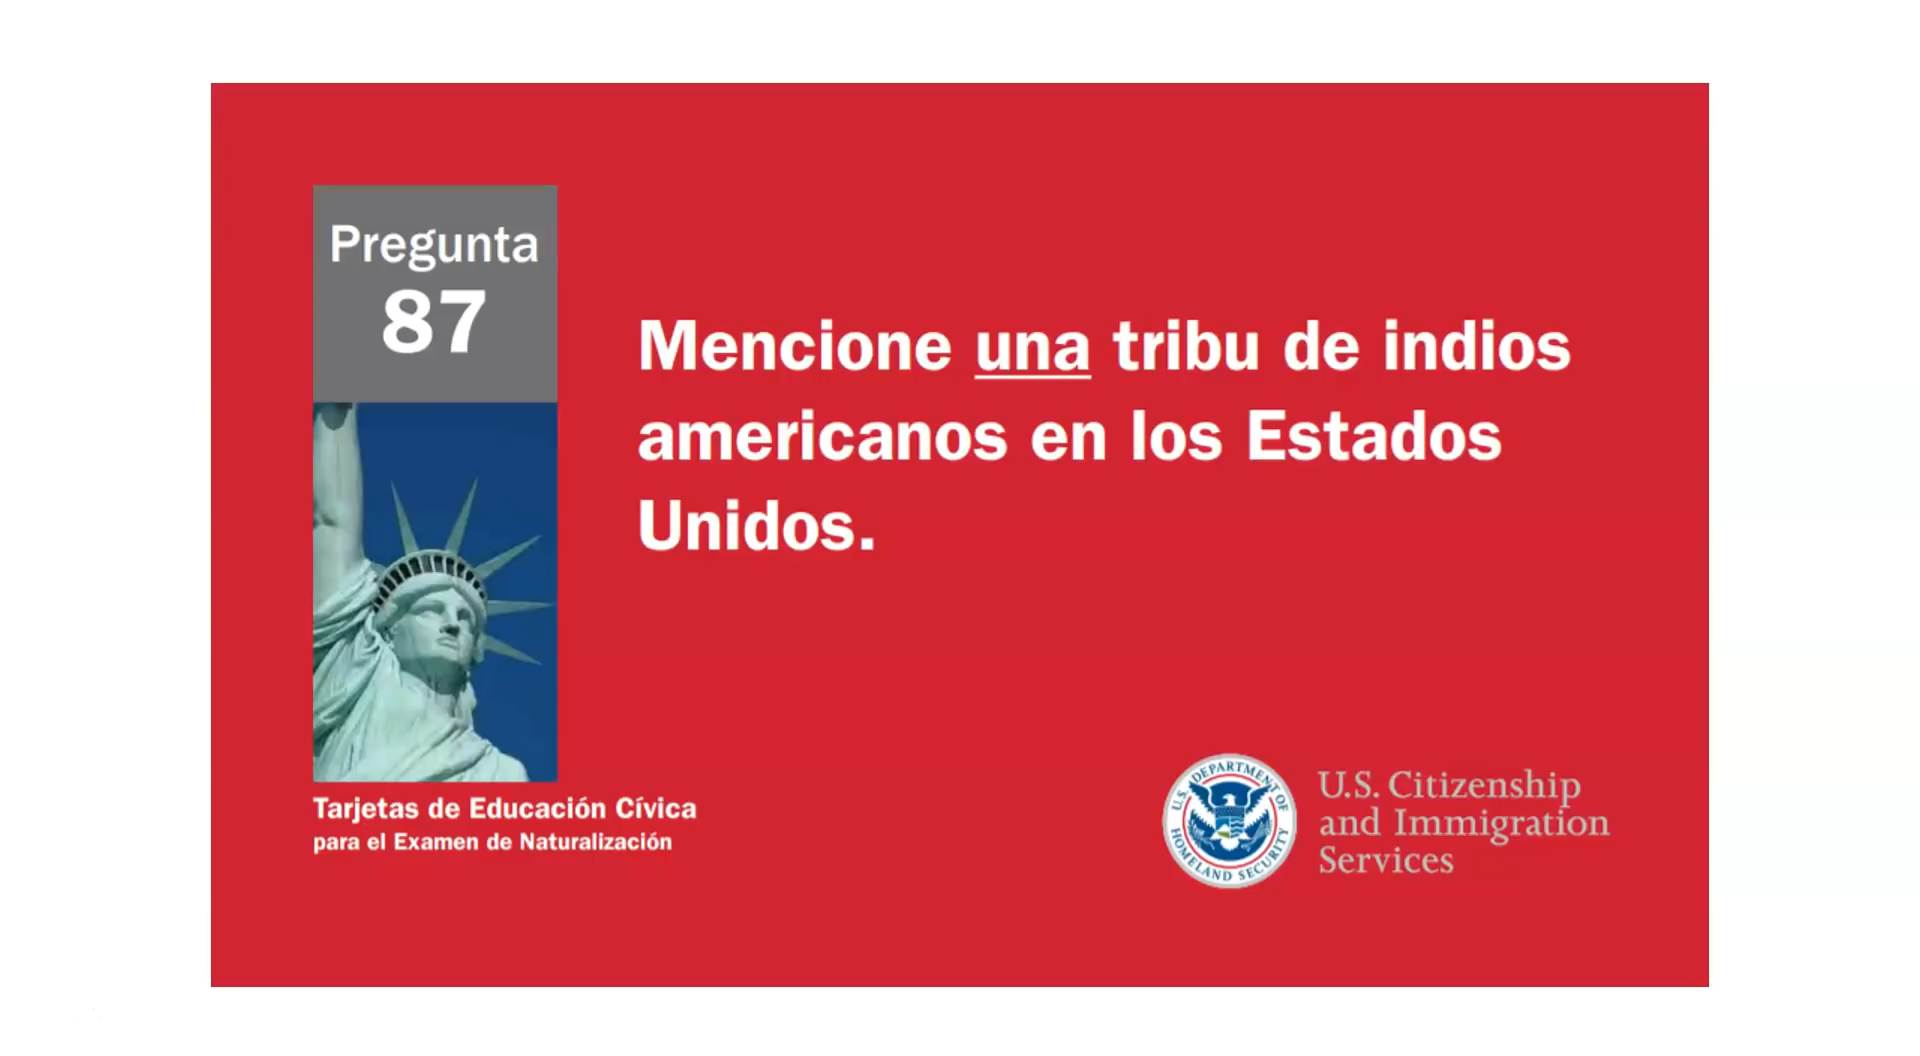 Pregunta
87
Mencione una tribu de indios
americanos en los Estados
Unidos.
Tarjetas de Educación Cívica
para el Examen de Naturalización
U.S. DEPARTMENT OF
HOMELAND SECURITY
U.S. Citizenship
and Immigration
Services